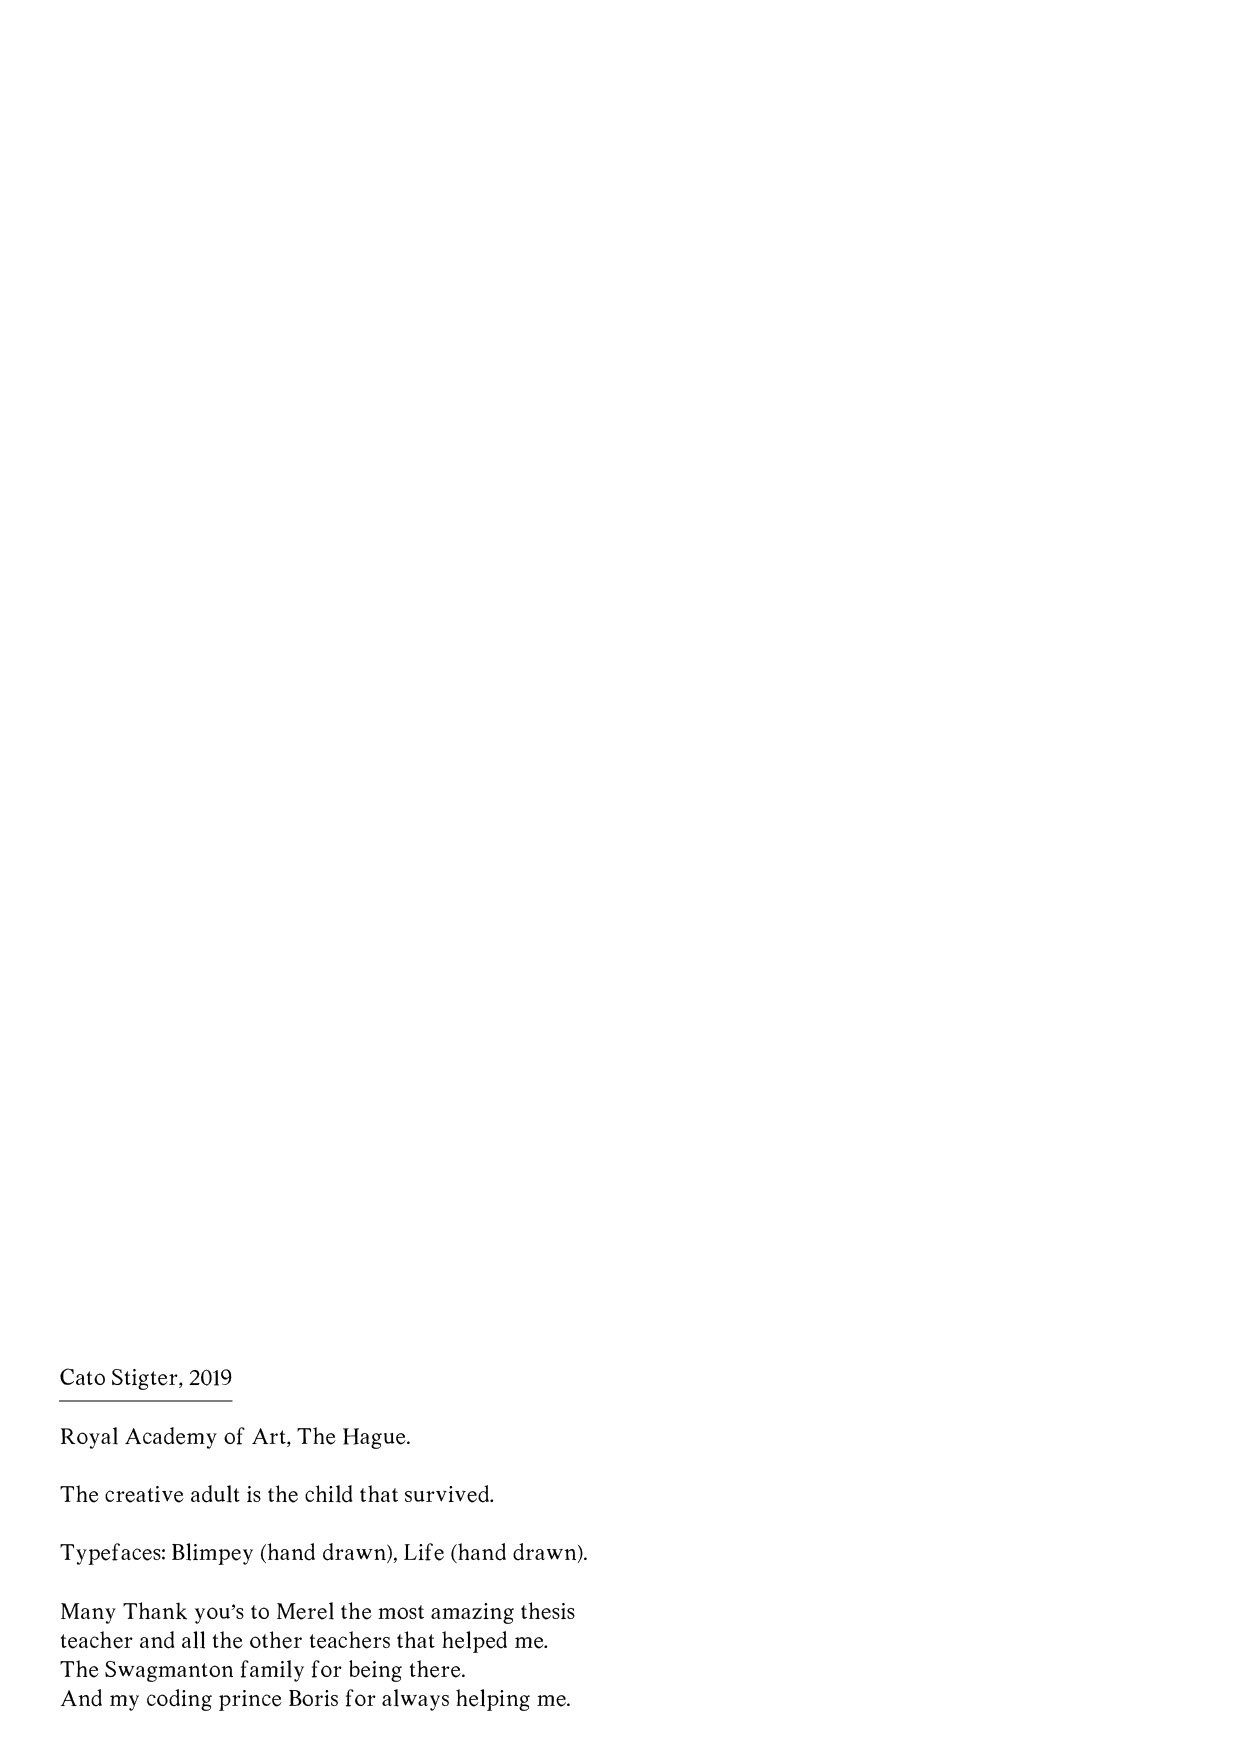 Cato Stigter, 2019
Royal Academy of Art, The Hague.
The creative adult is the child that survived.
Typefaces: Blimpey (hand drawn), Life (hand drawn).
Many Thank you’s to Merel the most amazing thesis
teacher and all the other teachers that helped me.
The Swagmanton family for being there.
And my coding prince Boris for always helping me.